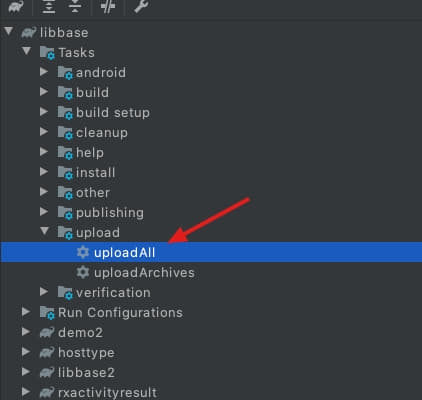 libbase
Tasks
android
build
build setup
cleanup
help
install
other
publishing
upload
uploadAll
uploadArchives
verification
Run Configurations
demo2
hosttype
libbase2
rxactivityresult